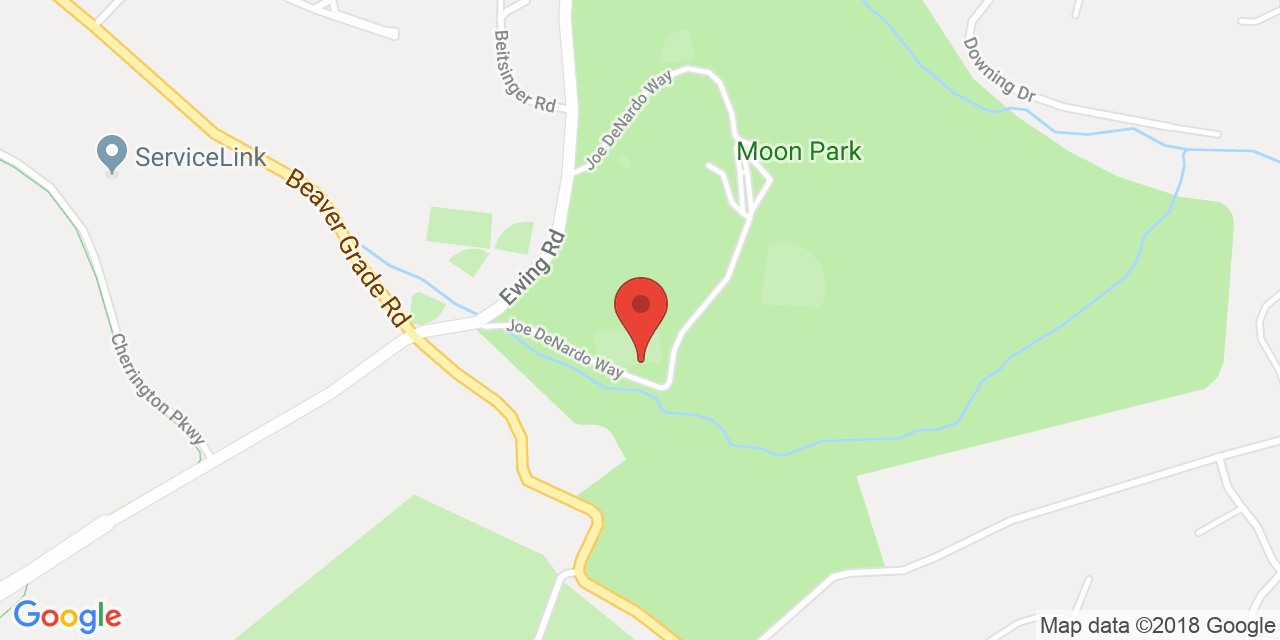 Beitsinger Rd
Downing Dr
Joe DeNardo Way
Moon Park
ServiceLink
Beaver Grade Rd
Ewing Rd
Joe DeNardo Way
Cherrington Pkwy
Google
Map data ©2018 Google